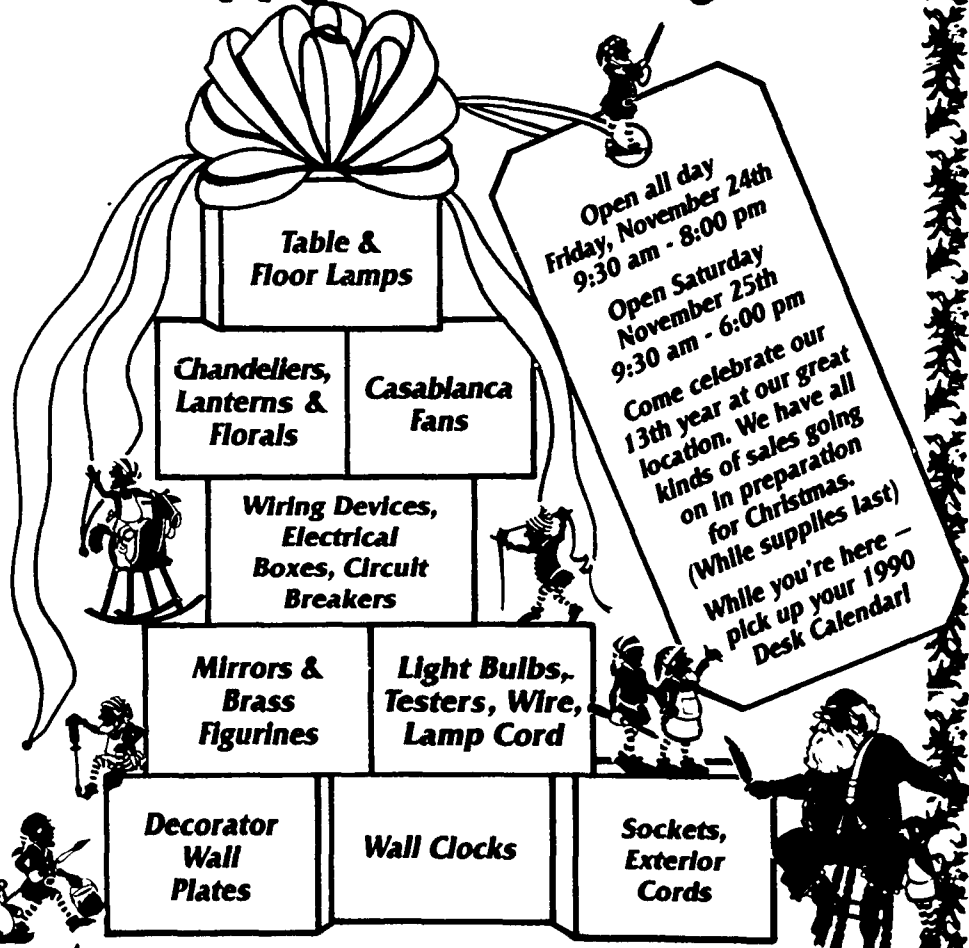 Table &
Floor Lamps
Chandeliers,
Lanterns &
Florals
Casablanca
Fans
Wiring Devices,
Electrical
Boxes, Circuit
Breakers
Mirrors &
Brass
Figurines
Light Bulbs,
Testers, Wire,
Lamp Cord
Decorator
Wall
Plates
Wall Clocks
Sockets,
Exterior
Cords
Open all day
Friday, November 24th
9:30 am - 8:00 pm
Open Saturday
November 25th
9:30 am - 6:00 pm
Come celebrate our
13th year at our great
location. We have all
kinds of sales going
on in preparation
for Christmas.
(While supplies last)
While you're here —
pick up your 1990
Desk Calendar!